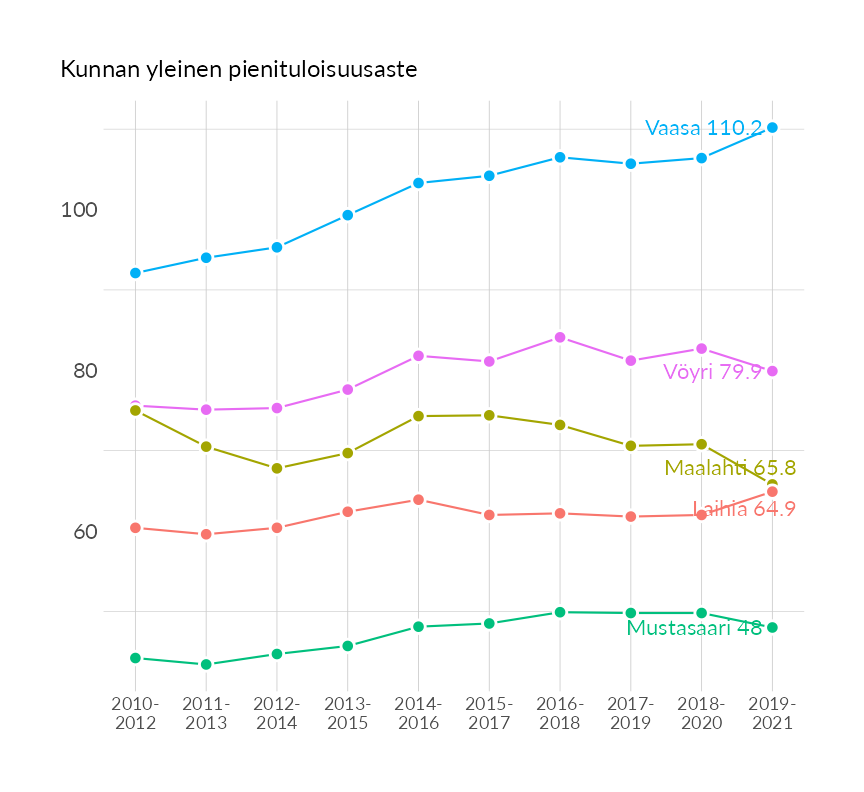 Kunnan yleinen pienituloisuusaste
Vaasa 110.2
100
80
Vöyri 79.9
Maalahti 65.8
Laihia 64.9
60
Mustasaari 48
2010- 2011- 2012- 2013- 2014- 2015- 2016- 2017- 2018- 2019-
2012 2013 2014 2015 2016 2017 2018 2019 2020 2021